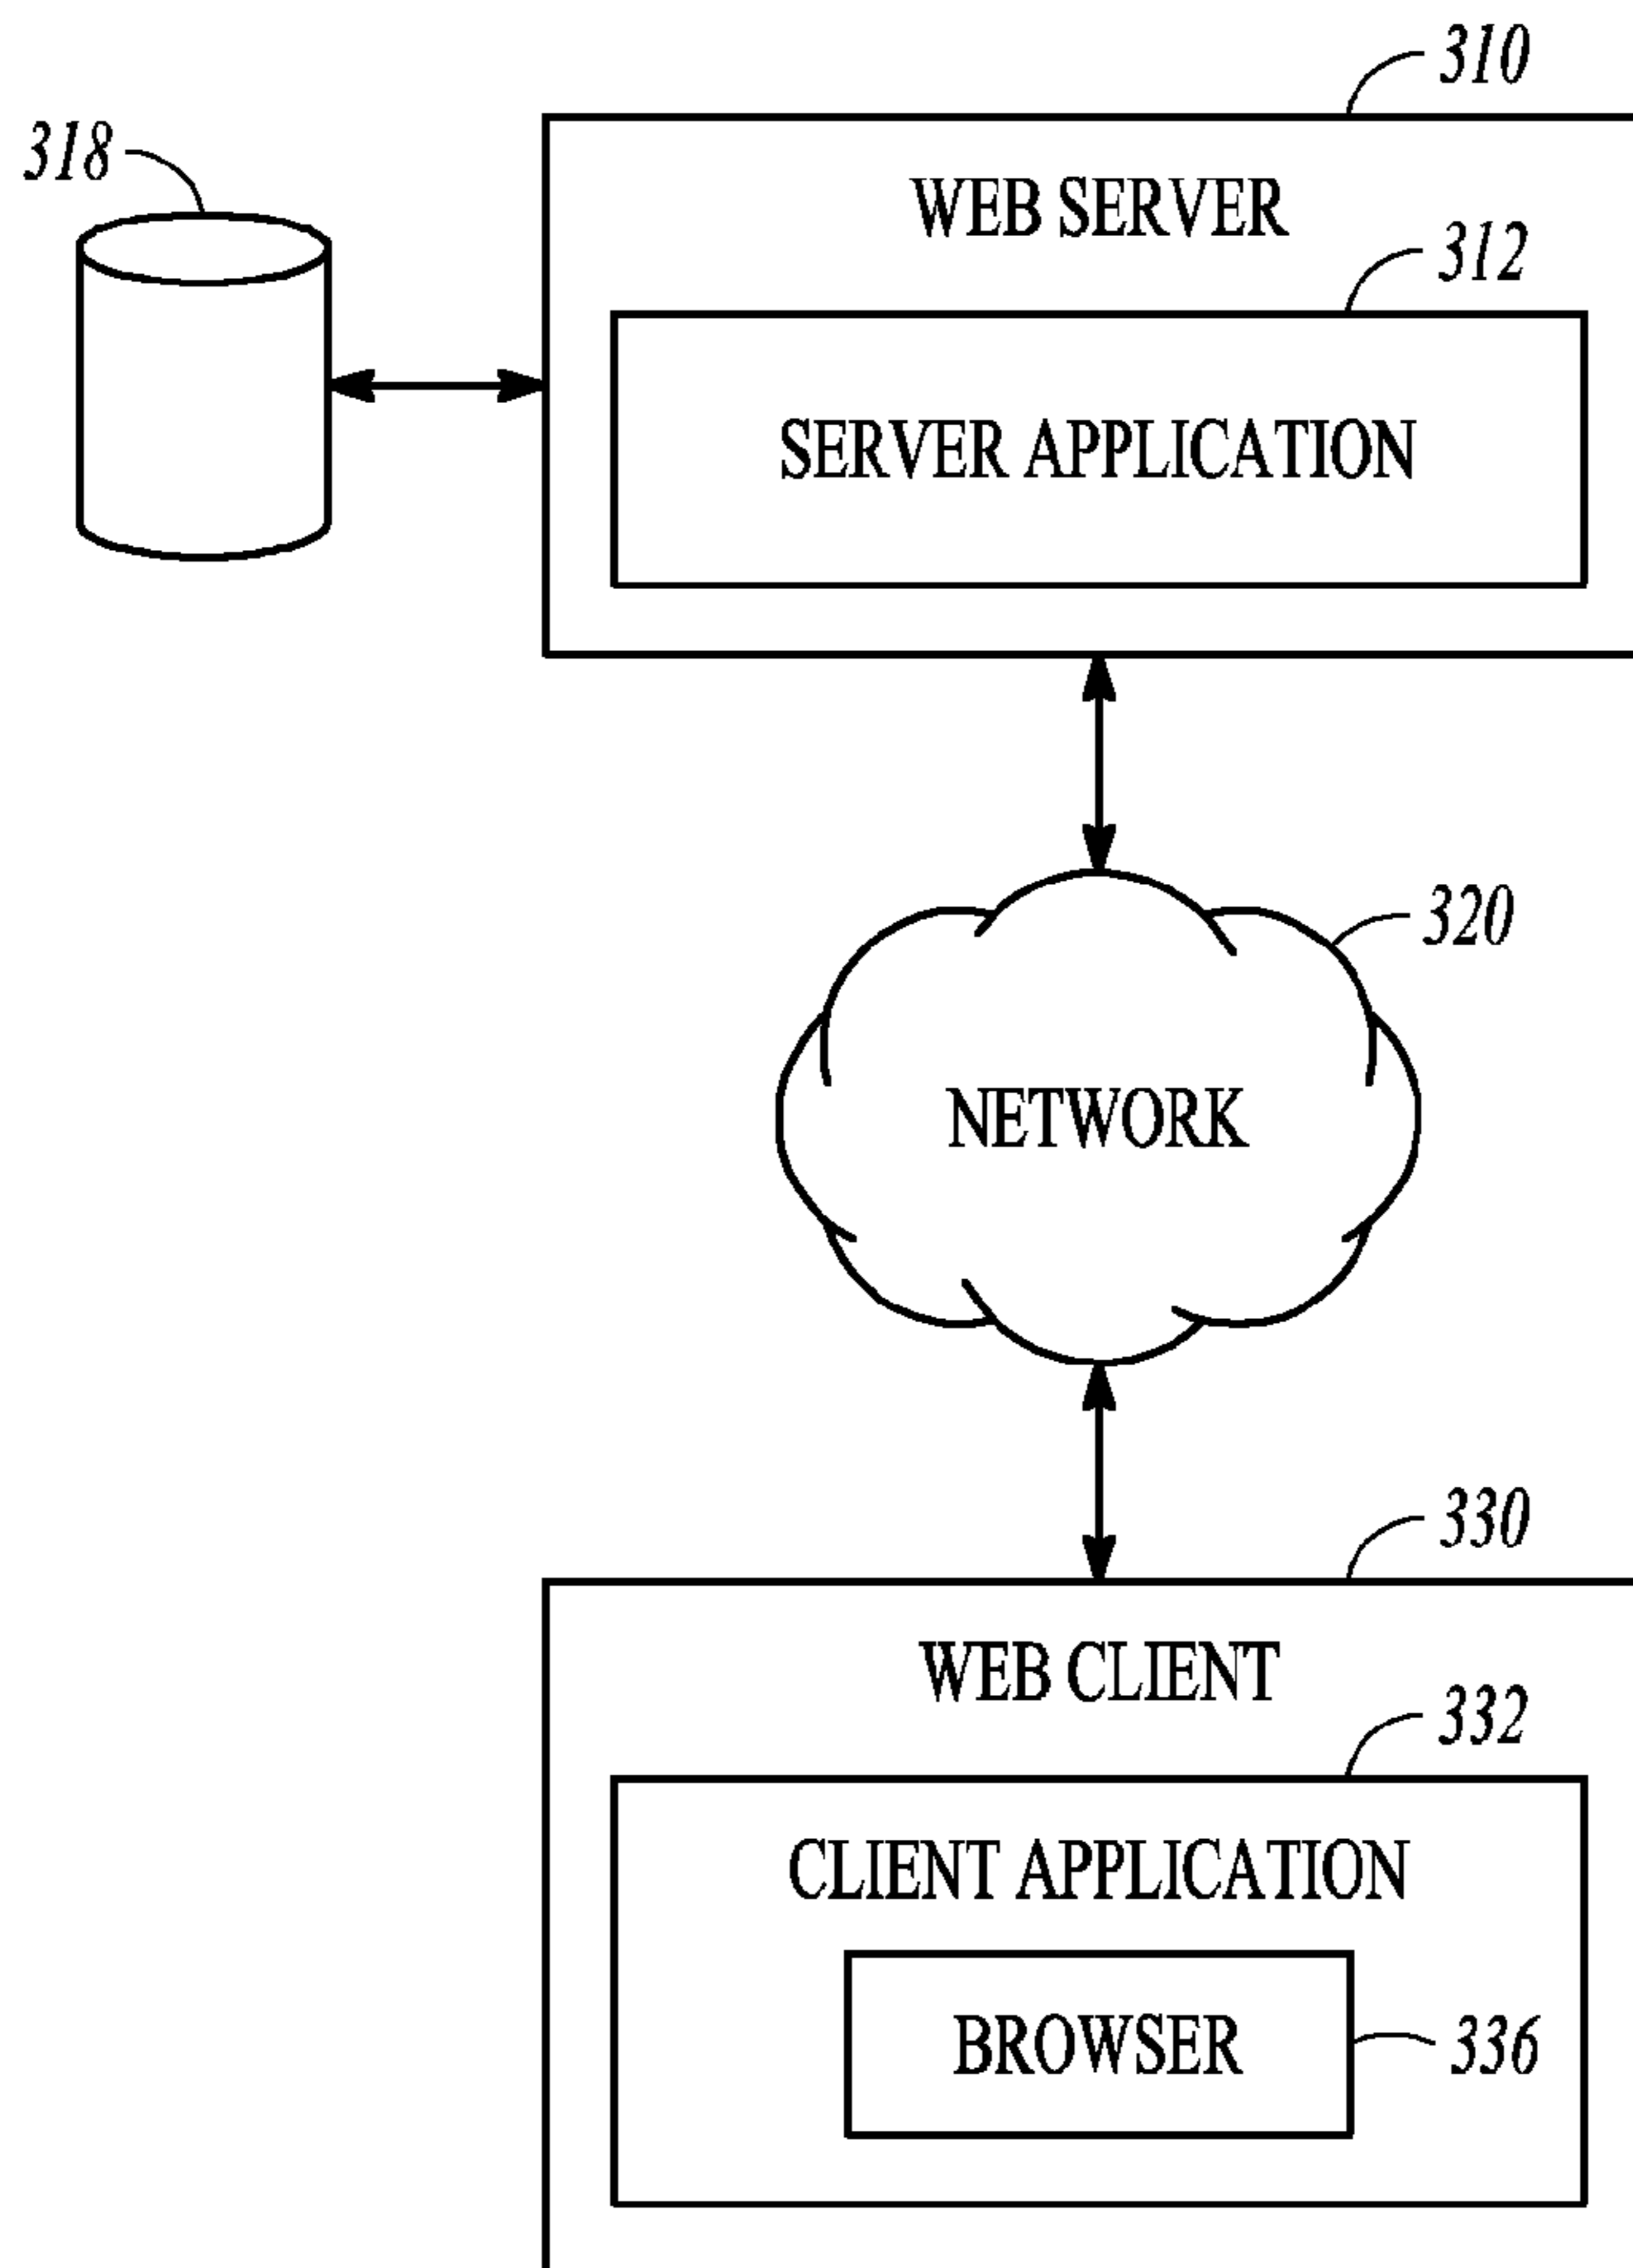 310
318
WEB SERVER
312
SERVER APPLICATION
320
NETWORK
330
WEB CLIENT
332
CLIENT APPLICATION
BROWSER
336